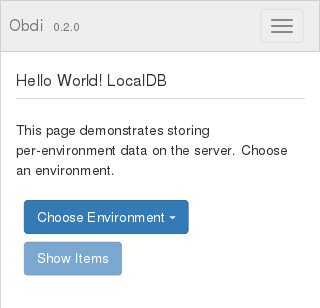 Obdi 0.2.0
Hello World! LocalDB
This page demonstrates storing
per-environment data on the server. Choose
an environment.
Choose Environment
Show Items